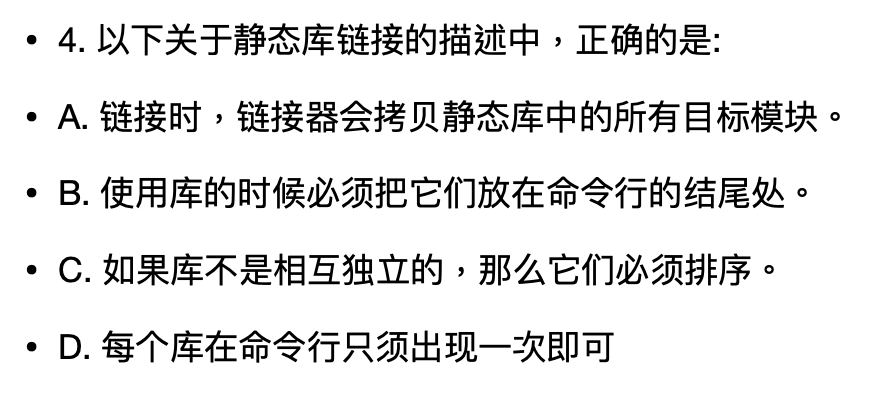 • 4. 以下关于静态库链接的描述中，正确的是:
• A. 链接时，链接器会拷贝静态库中的所有目标模块。
• B. 使用库的时候必须把它们放在命令行的结尾处。
• C. 如果库不是相互独立的，那么它们必须排序。
• D. 每个库在命令行只须出现一次即可